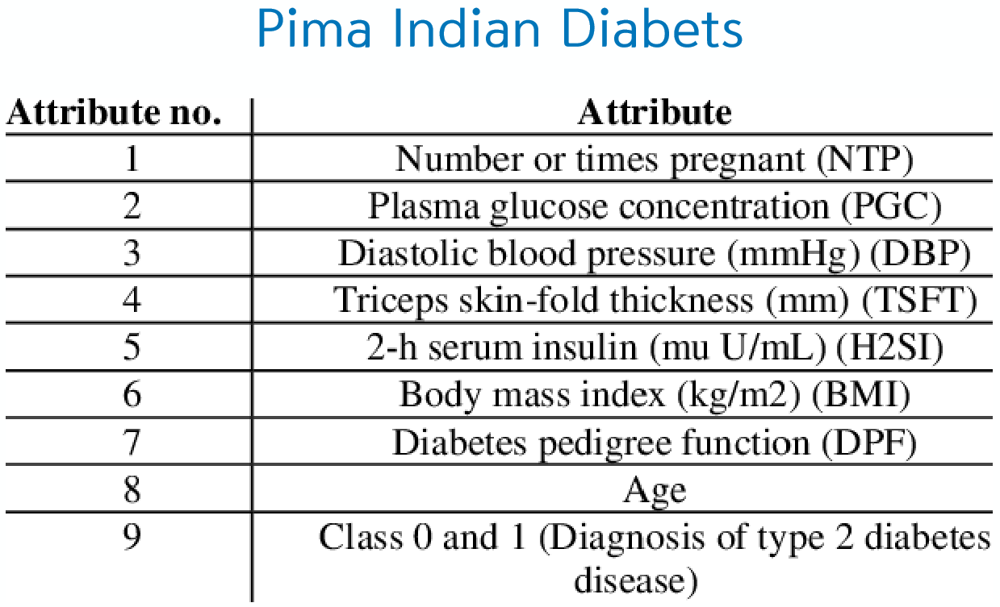 Pima Indian Diabets
Attribute no. Attribute
1 Number or times pregnant (NTP)
2 Plasma glucose concentration (PGC)
3 Diastolic blood pressure (mmHg) (DBP)
4 Triceps skin-fold thickness (mm) (TSFT)
5 2-h serum insulin (mu U/mL) (H2SI)
6 Body mass index (kg/m2) (BMI)
7 Diabetes pedigree function (DPF)
8 Age
9 Class 0 and 1 (Diagnosis of type 2 diabetes
disease)